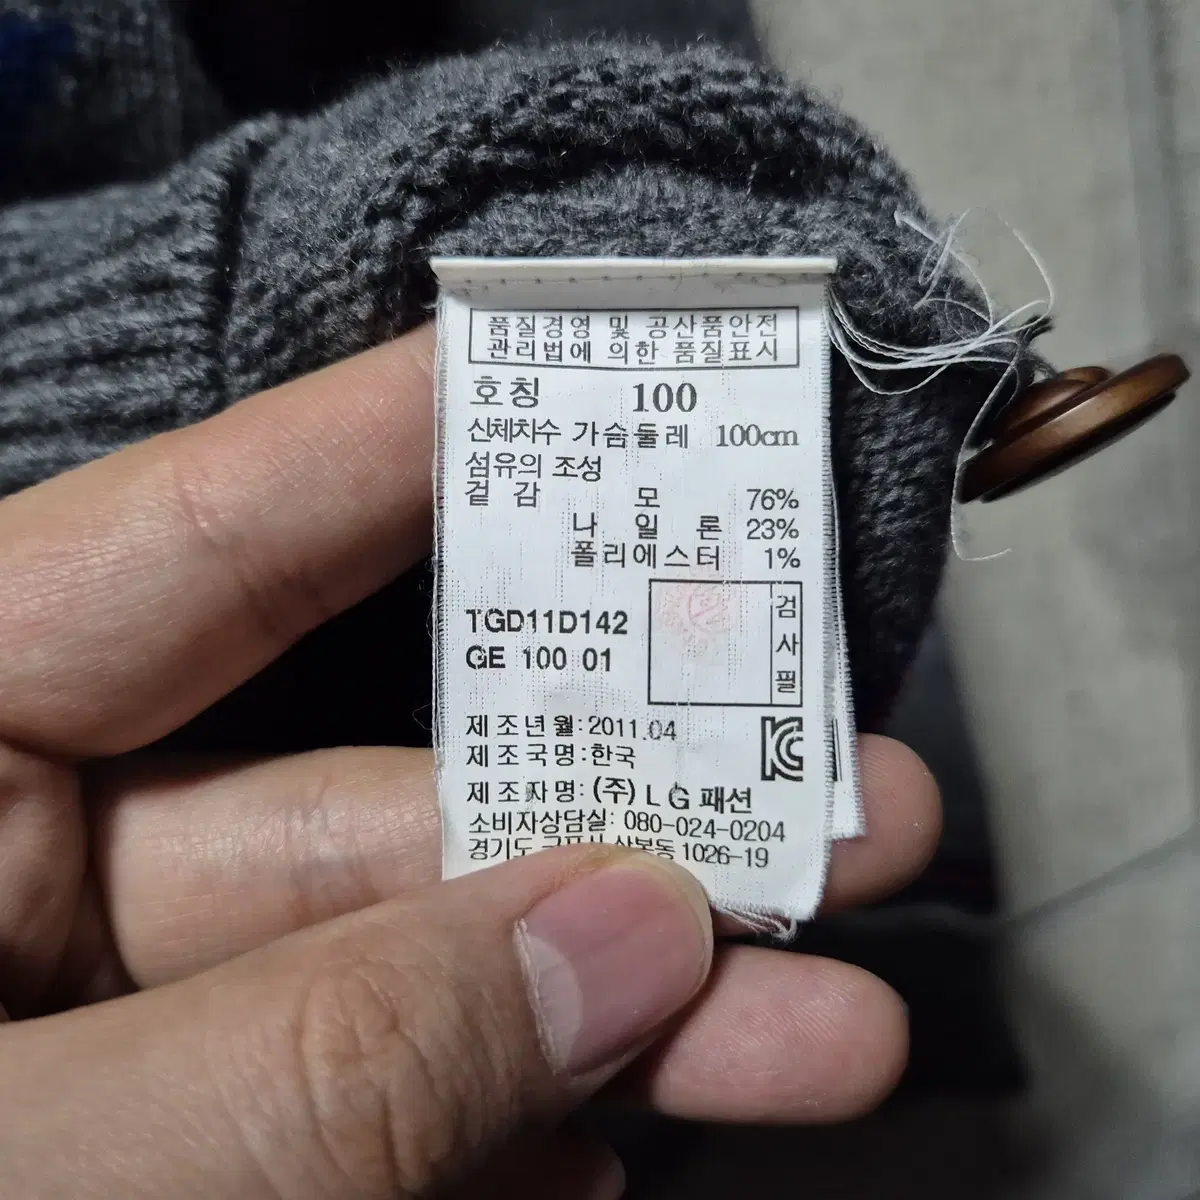 품질경영 및 공산품안전
관리법에 의한 품질표시
호칭 100
신체치수 가슴둘레 100cm
섬유의 조성
겉 감 모 76%
나 일 론 23%
폴리에스터 1%
TGD11D142
GE 100 01
검사필
제조년월:2011.04
제조국명:한국
제조자명:(주)LG패션
소비자상담실: 080-024-0204
경기도 1026-19